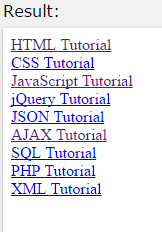 Result:
HTML Tutorial
CSS Tutorial
JavaScript Tutorial
jQuery Tutorial
JSON Tutorial
AJAX Tutorial
SQL Tutorial
PHP Tutorial
XML Tutorial